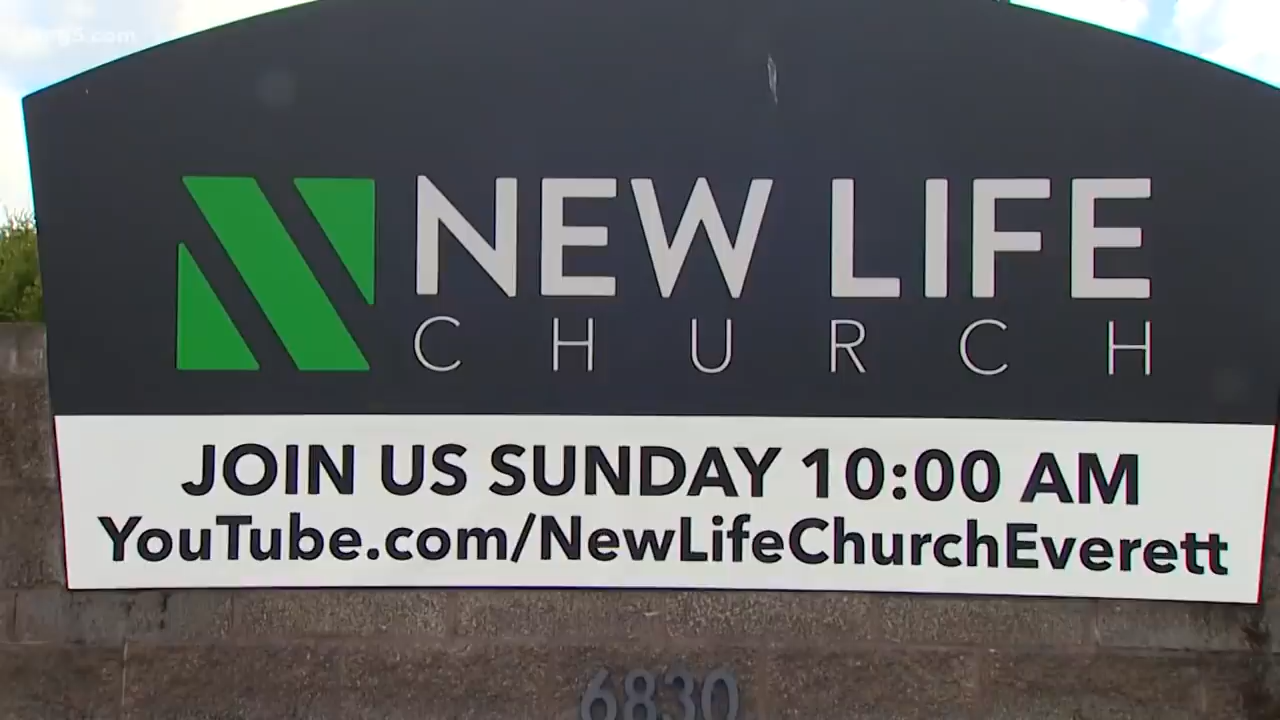 NEW LIFE
CHURCH
JOIN US SUNDAY 10:00 AM
YouTube.com/NewLifeChurchEverett
6830